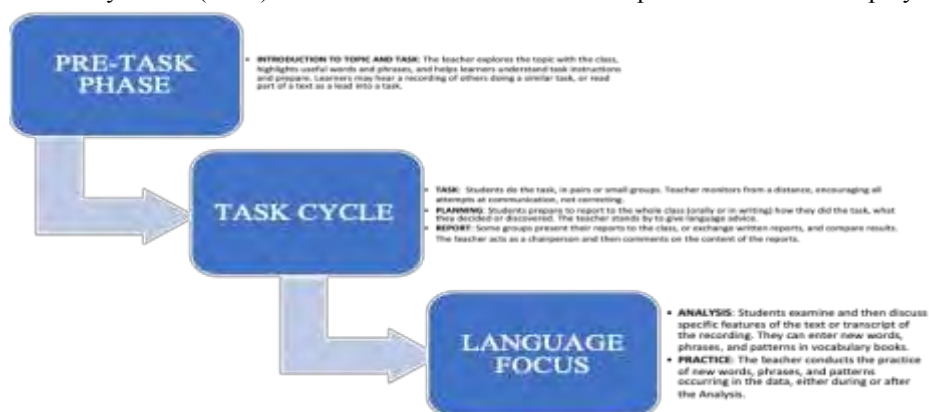 PRE-TASK
PHASE
• INTRODUCTION TO TOPIC AND TASK: The teacher explores the topic with the class,
highlights useful words and phrases, and helps learners understand task instructions
and prepare. Learners may hear a recording of others doing a similar task, or read
part of a text as a lead into a task.
TASK CYCLE
• TASK: Students do the task, in pairs or small groups. Teacher monitors from a distance, encouraging all
attempts at communication, not correcting.
• PLANNING: Students prepare to report to the whole class (orally or in writing) how they did the task, what
they decided or discovered. The teacher stands by to give language advice.
• REPORT: Some groups present their reports to the class, or exchange written reports, and compare results.
The teacher acts as a chairperson and then comments on the content of the reports.
LANGUAGE
FOCUS
• ANALYSIS: Students examine and then discuss
specific features of the text or transcript of
the recording. They can enter new words,
phrases, and patterns in vocabulary books.
• PRACTICE: The teacher conducts the practice
of new words, phrases, and patterns
occurring in the data, either during or after
the Analysis.